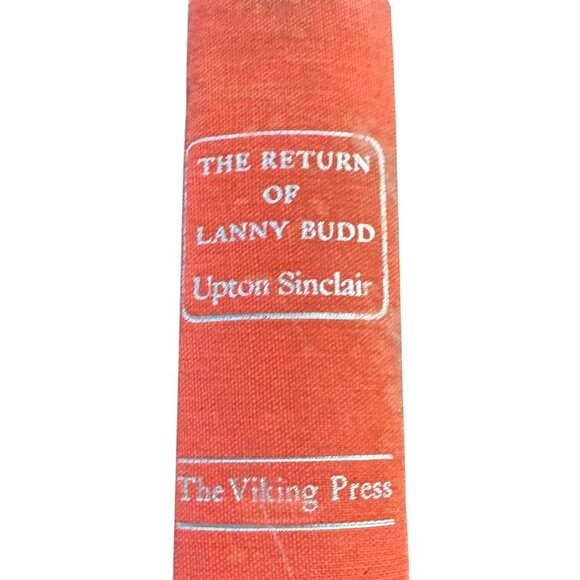 THE RETURN
OF
LANNY BUDD
Upton Sinclair
The Viking Press